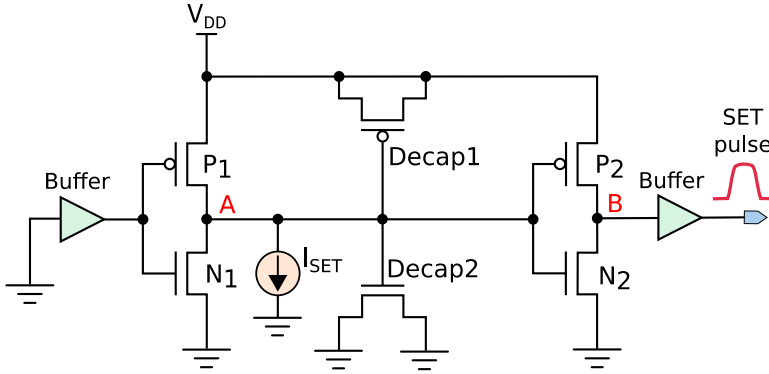 VDD
SET
pulse
P1
Decap1
P2
Buffer
Buffer
A
B
ISET
Decap2
N1
N2